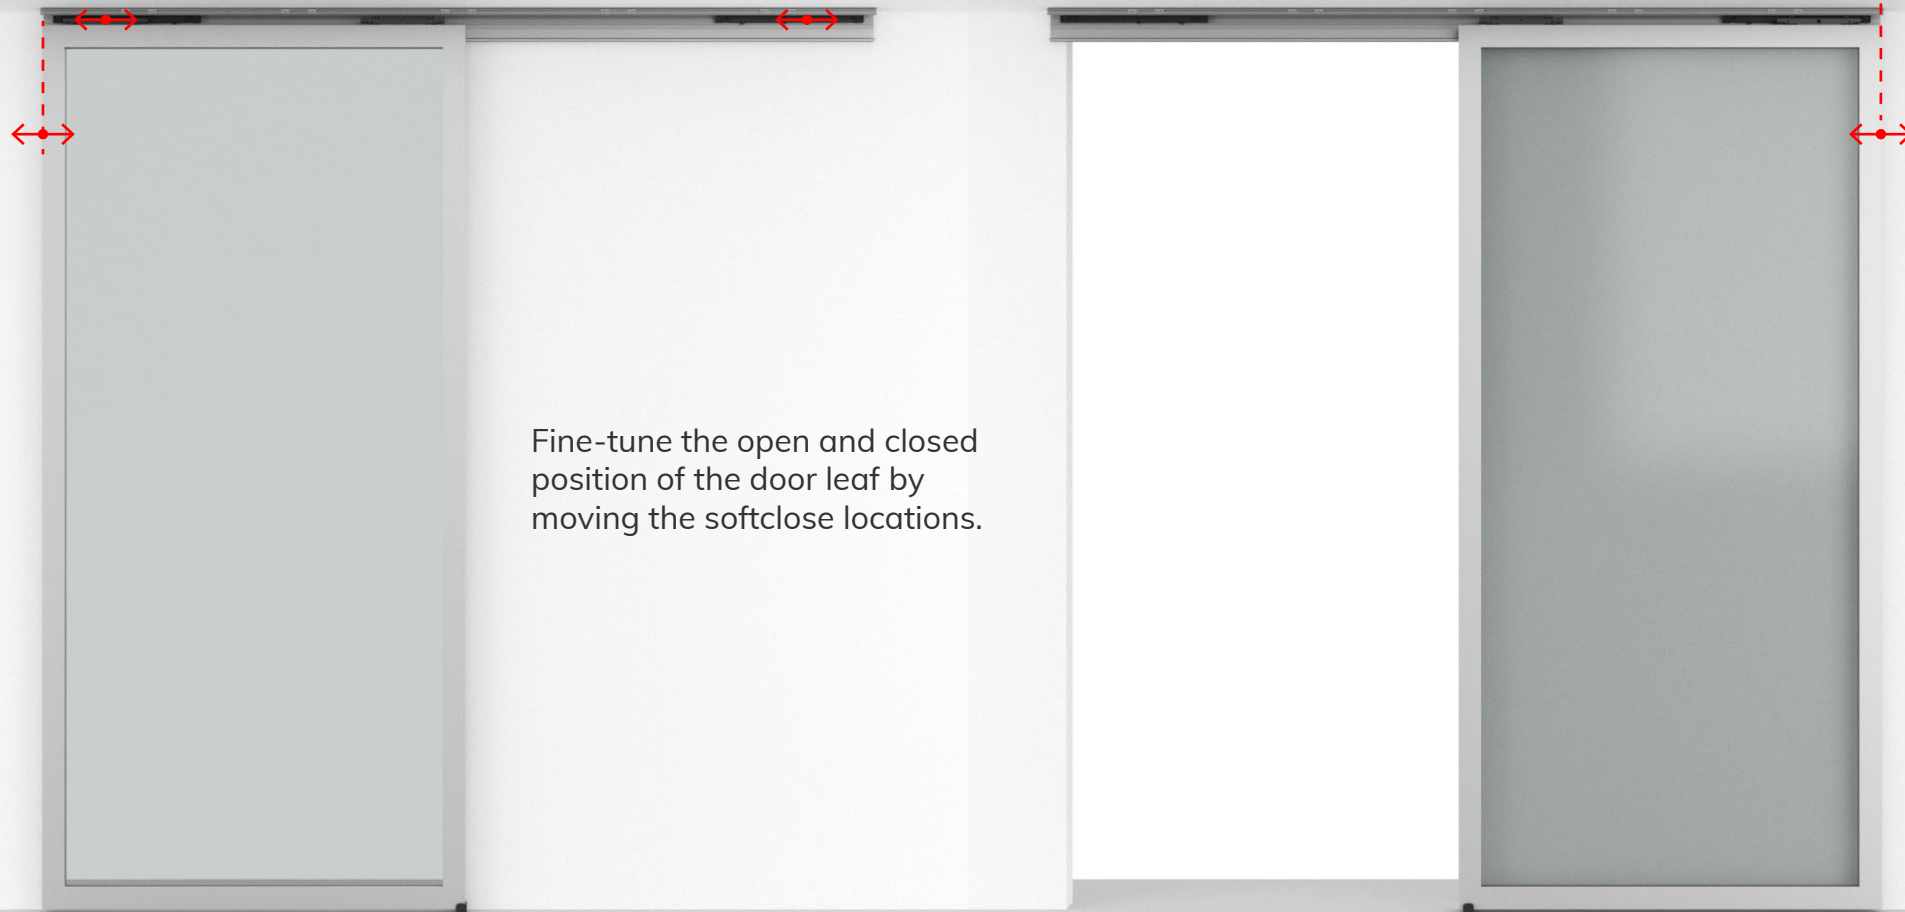 Fine-tune the open and closed
position of the door leaf by
moving the softclose locations.